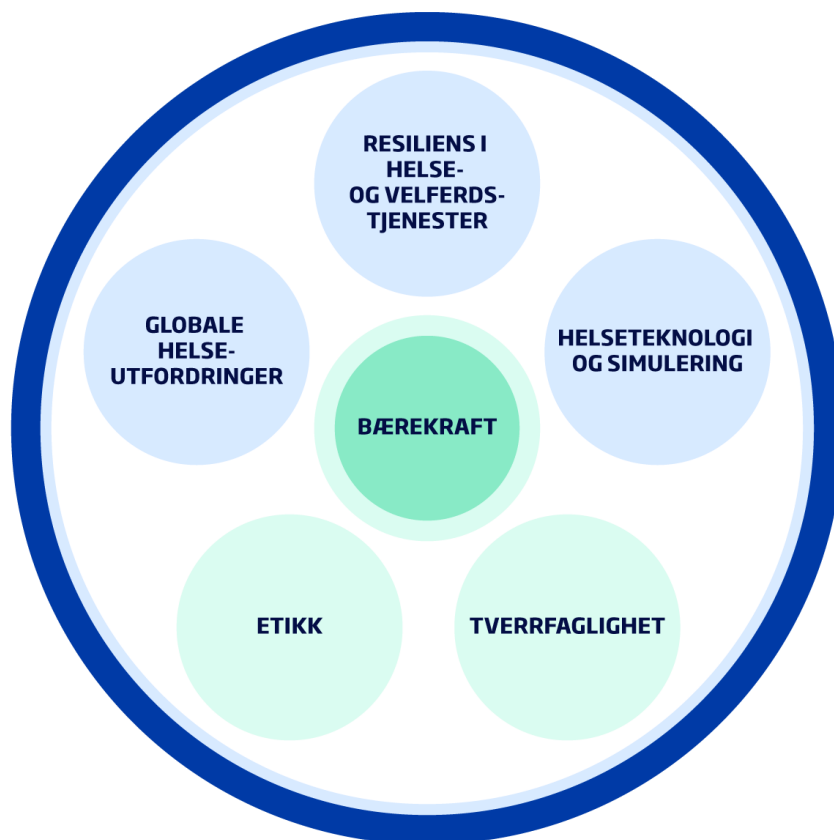 RESILIENS I
HELSE-
OG VELFERDS-
TJENESTER
GLOBALE
HELSE-
UTFORDRINGER
HELSETEKNOLOGI
OG SIMULERING
BÆREKRAFT
ETIKK
TVERRFAGLIGHET